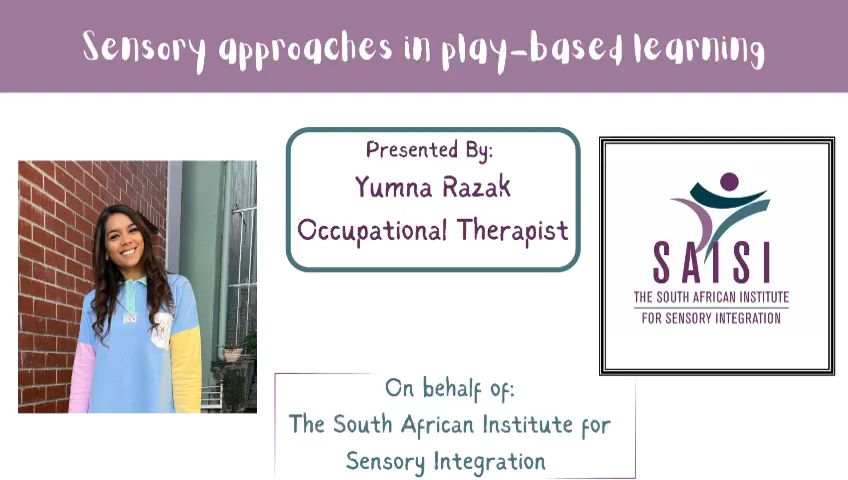 Sensory approaches in play-based learning
Presented By:
Yumna Razak
Occupational Therapist
SAISI
THE SOUTH AFRICAN INSTITUTE
FOR SENSORY INTEGRATION
On behalf of:
The South African Institute for
Sensory Integration